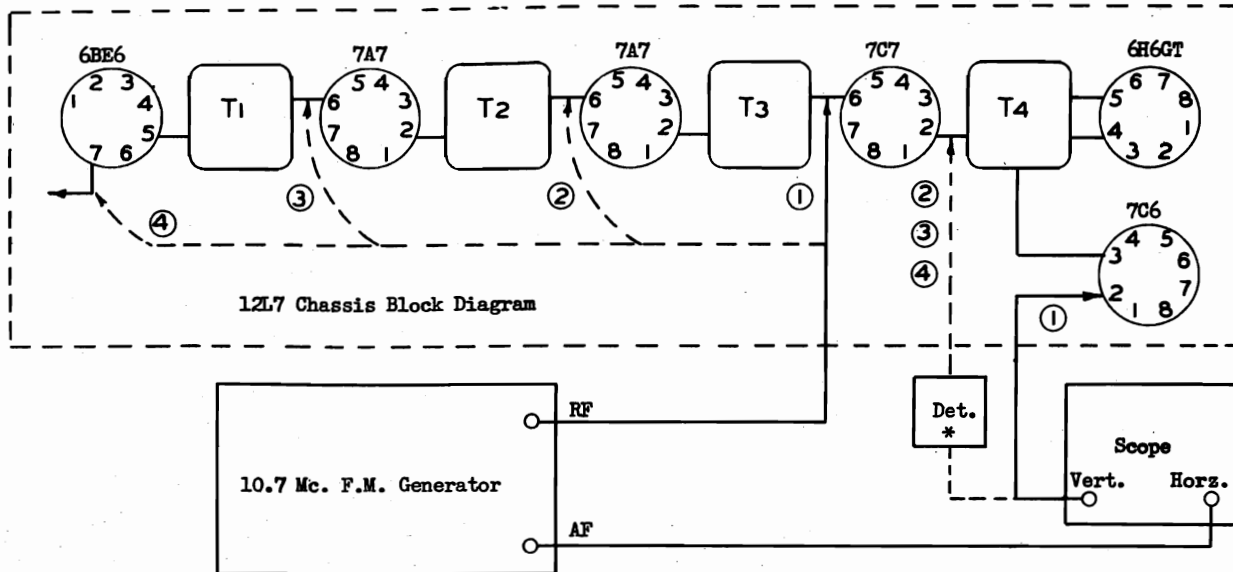 6BE6 7A7 7A7 7C7 6H6GT
1 2 3 4 5 6 7
T1
1 2 3 4 5 6 7 8
T2
1 2 3 4 5 6 7 8
T3
1 2 3 4 5 6 7 8
T4
1 2 3 4 5 6 7 8
④ ③ ② ①
②
③
④
7C6
1 2 3 4 5 6 7 8
①
12L7 Chassis Block Diagram
RF
10.7 Mc. F.M. Generator
AF
Det.
*
Scope
Vert. Horz.